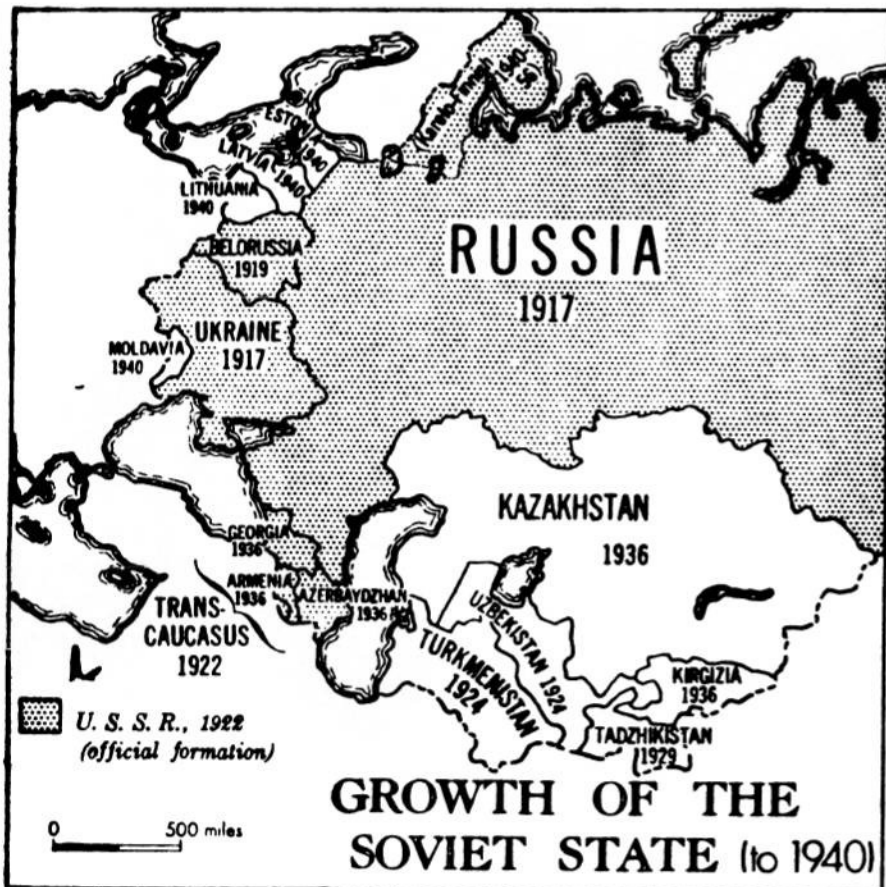 Karelo-Finnish
ESTONIA
1940
LATVIA
1940
LITHUANIA
1940
BELORUSSIA
1919
RUSSIA
1917
UKRAINE
1917
MOLDAVIA
1940
KAZAKHSTAN
1936
GEORGIA
1936
ARMENIA
1936
AZERBAYDZHAN
1936
TRANS-
CAUCASUS
1922
UZBEKISTAN 1924
TURKMENISTAN
1924
KIRGIZIA
1936
TADZHIKISTAN
1929
U. S. S. R., 1922
(official formation)
0 500 miles
GROWTH OF THE
SOVIET STATE (to 1940)